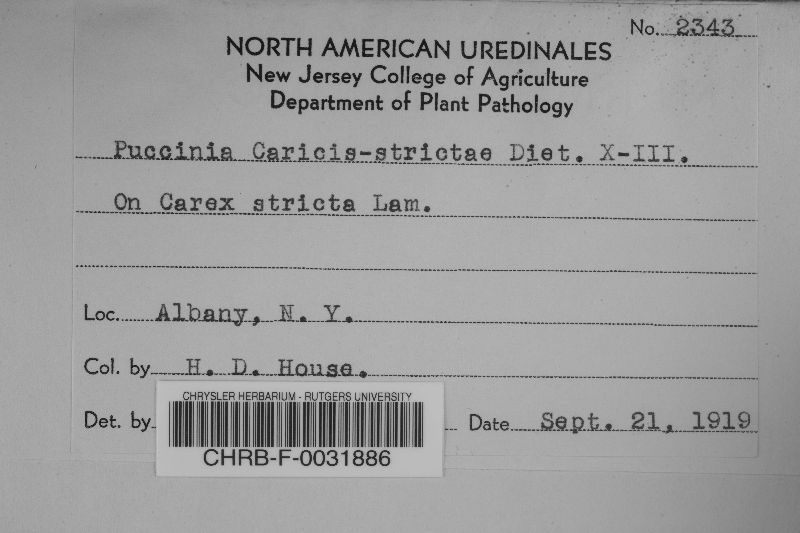 No. 2343
NORTH AMERICAN UREDINALES
New Jersey College of Agriculture
Department of Plant Pathology
Puccinia Caricis-strictae Diet. X-III.
On Carex stricta Lam.
Loc. Albany, N. Y.
Col. by H. D. House.
Det. by Date Sept. 21, 1919
CHRYSLER HERBARIUM - RUTGERS UNIVERSITY
CHRB-F-0031886